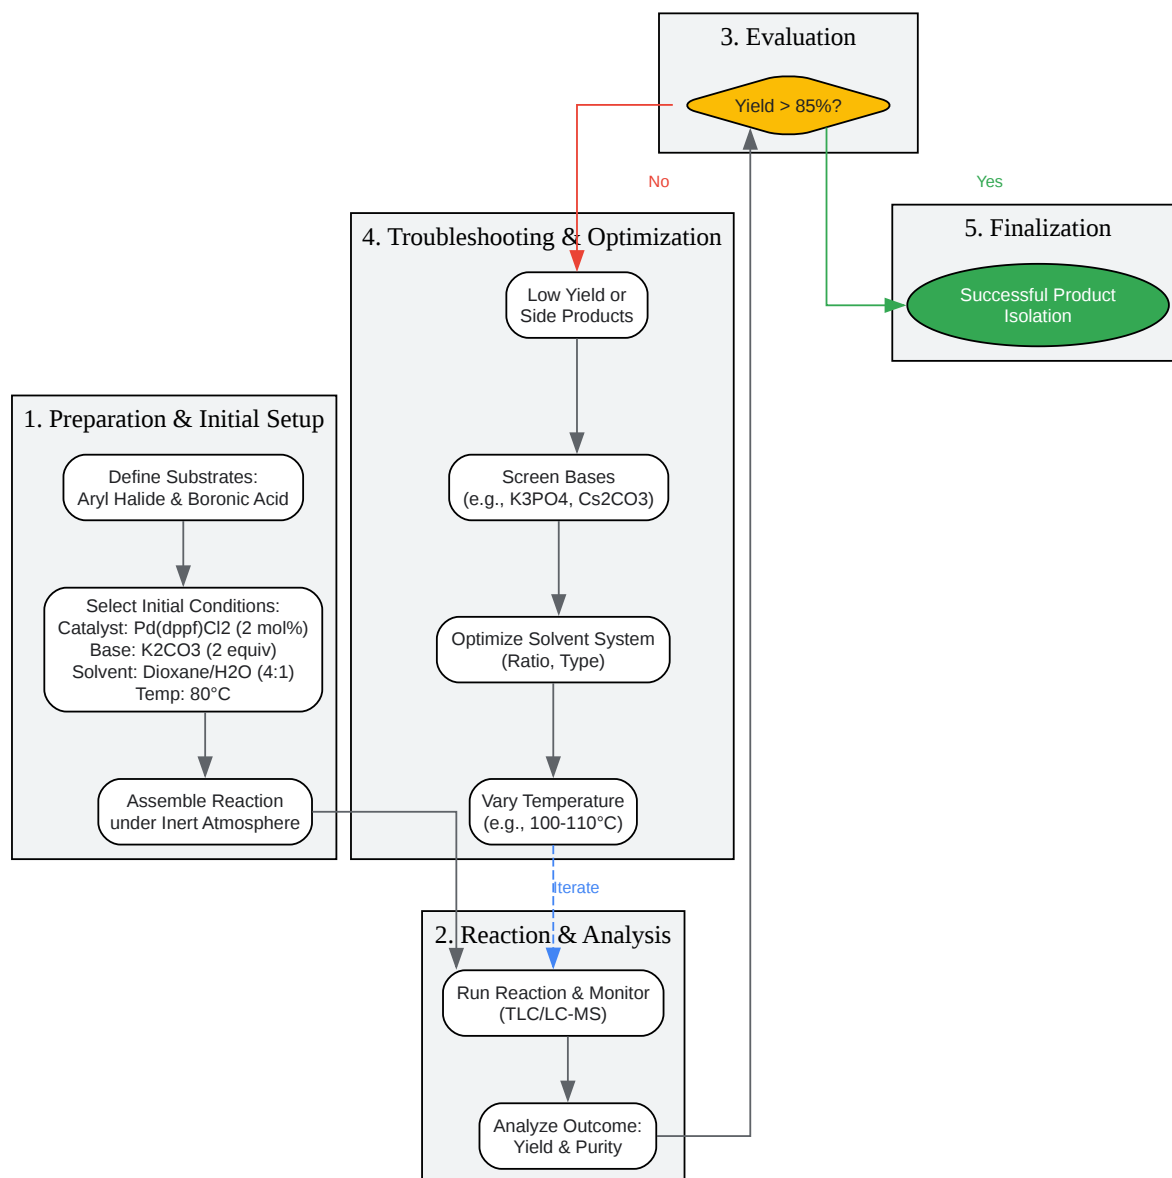 3. Evaluation
Yield > 85%?
No
Yes
4. Troubleshooting & Optimization
5. Finalization
Low Yield or
Side Products
Successful Product
Isolation
1. Preparation & Initial Setup
Define Substrates:
Aryl Halide & Boronic Acid
Screen Bases
(e.g., K3PO4, Cs2CO3)
Select Initial Conditions:
Catalyst: Pd(dppf)Cl2 (2 mol%)
Base: K2CO3 (2 equiv)
Solvent: Dioxane/H2O (4:1)
Temp: 80°C
Optimize Solvent System
(Ratio, Type)
Assemble Reaction
under Inert Atmosphere
Vary Temperature
(e.g., 100-110°C)
Iterate
2. Reaction & Analysis
Run Reaction & Monitor
(TLC/LC-MS)
Analyze Outcome:
Yield & Purity